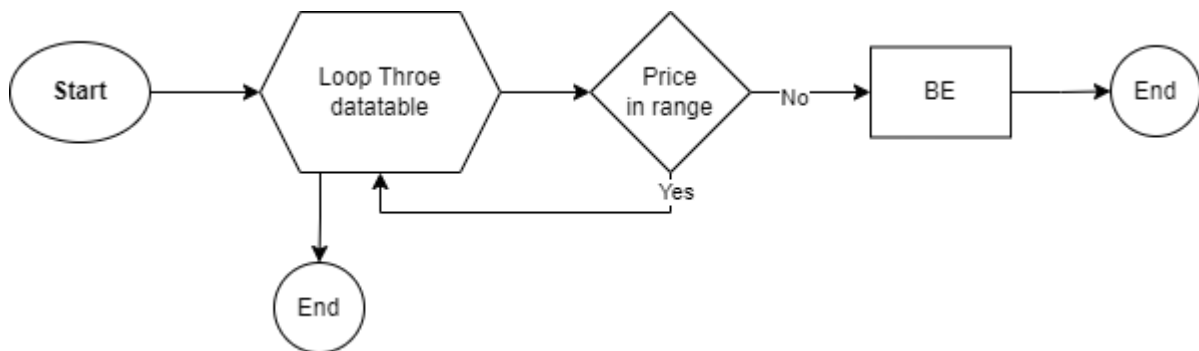 Start
Loop Throe
datatable
Price
in range
No
BE
End
Yes
End